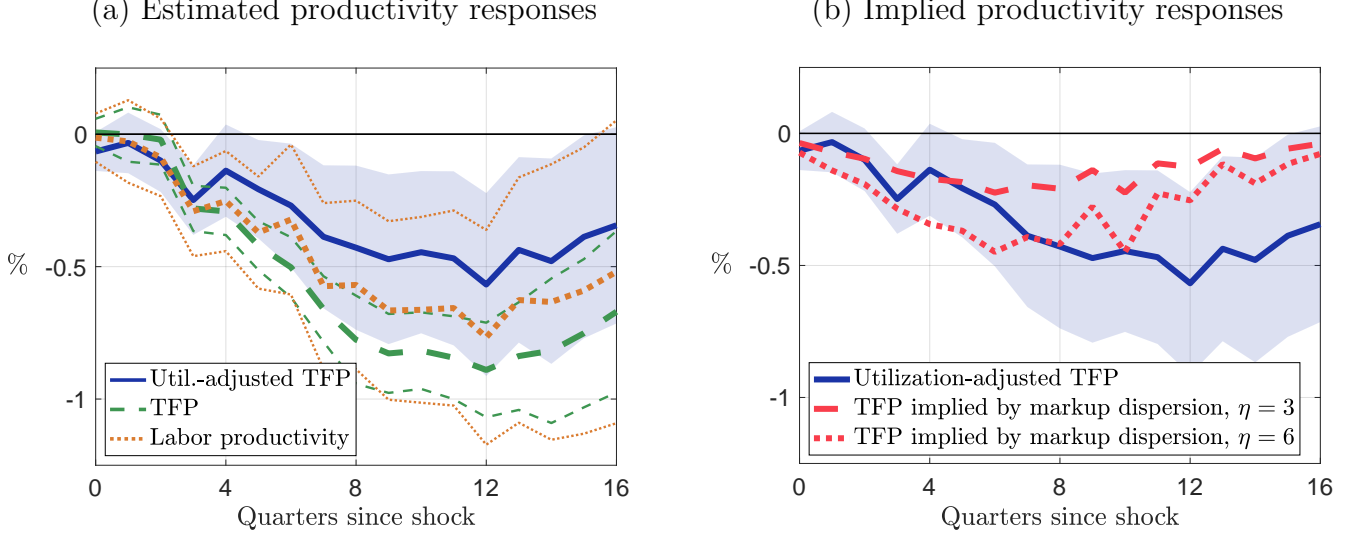 (a) Estimated productivity responses
0
-0.5
-1
%
Util.-adjusted TFP
TFP
Labor productivity
0 4 8 12 16
Quarters since shock
(b) Implied productivity responses
0
-0.5
-1
%
Utilization-adjusted TFP
TFP implied by markup dispersion, η = 3
TFP implied by markup dispersion, η = 6
0 4 8 12 16
Quarters since shock